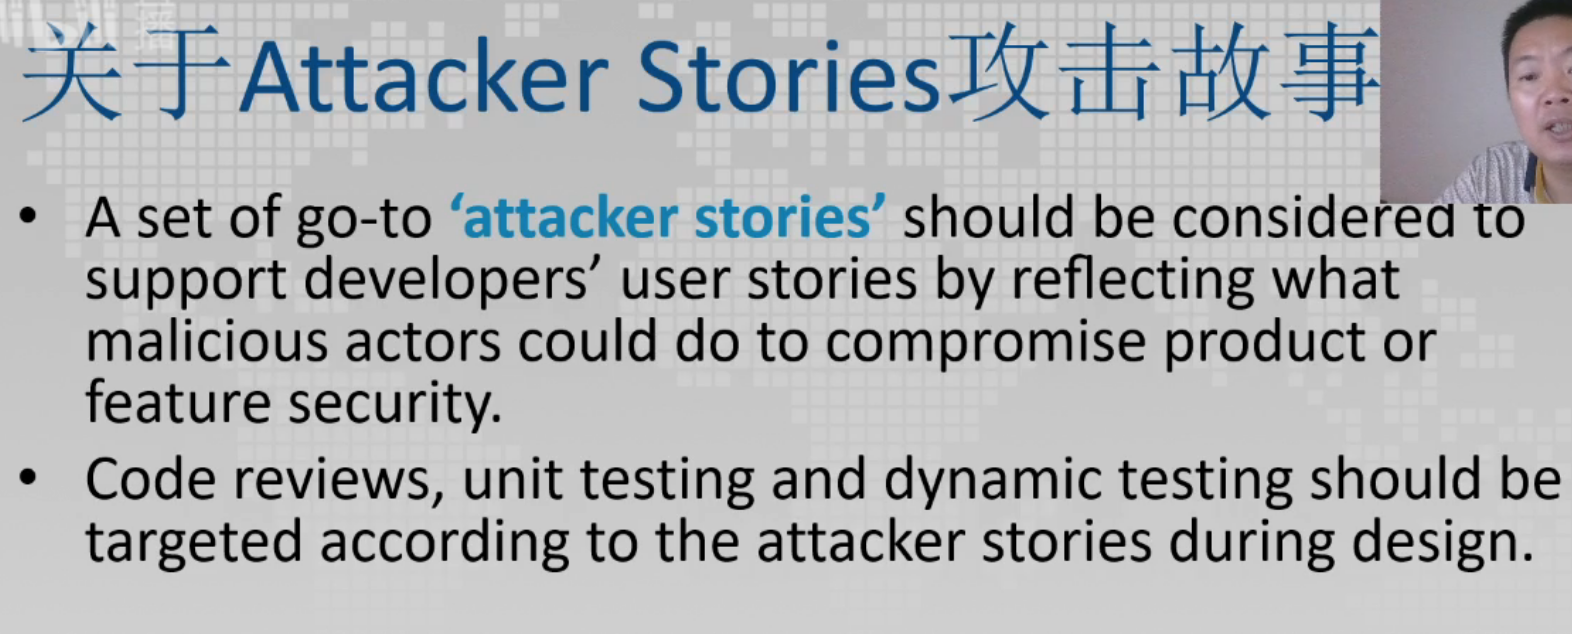 关于Attacker Stories攻击故事
• A set of go-to ‘attacker stories’ should be considered to
support developers’ user stories by reflecting what
malicious actors could do to compromise product or
feature security.
• Code reviews, unit testing and dynamic testing should be
targeted according to the attacker stories during design.